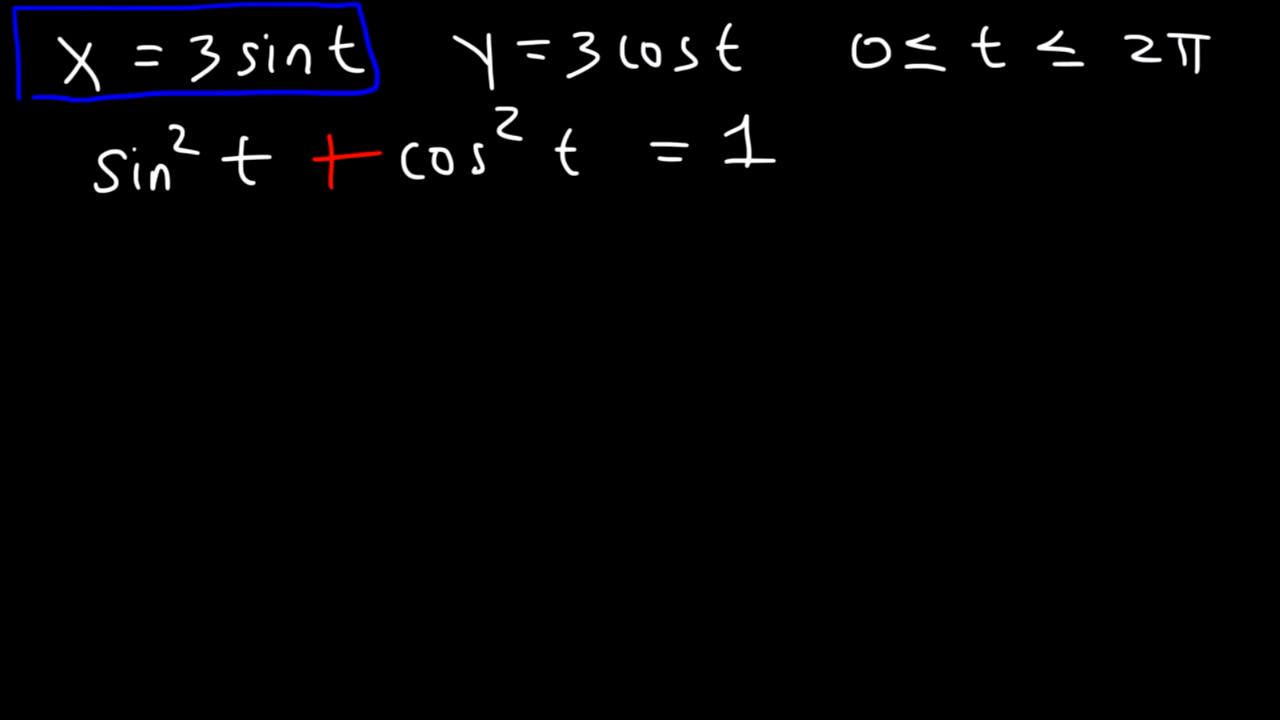 x = 3 sin t y = 3 cos t 0 ≤ t ≤ 2π
sin² t + cos² t = 1